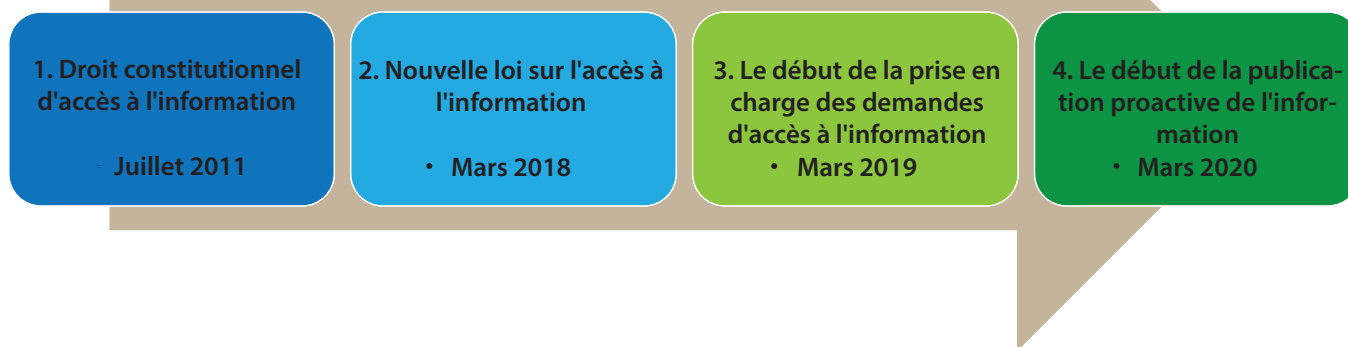 1. Droit constitutionnel
d'accès à l'information
Juillet 2011
2. Nouvelle loi sur l'accès à
l'information
• Mars 2018
3. Le début de la prise en
charge des demandes
d'accès à l'information
• Mars 2019
4. Le début de la publica-
tion proactive de l'infor-
mation
• Mars 2020